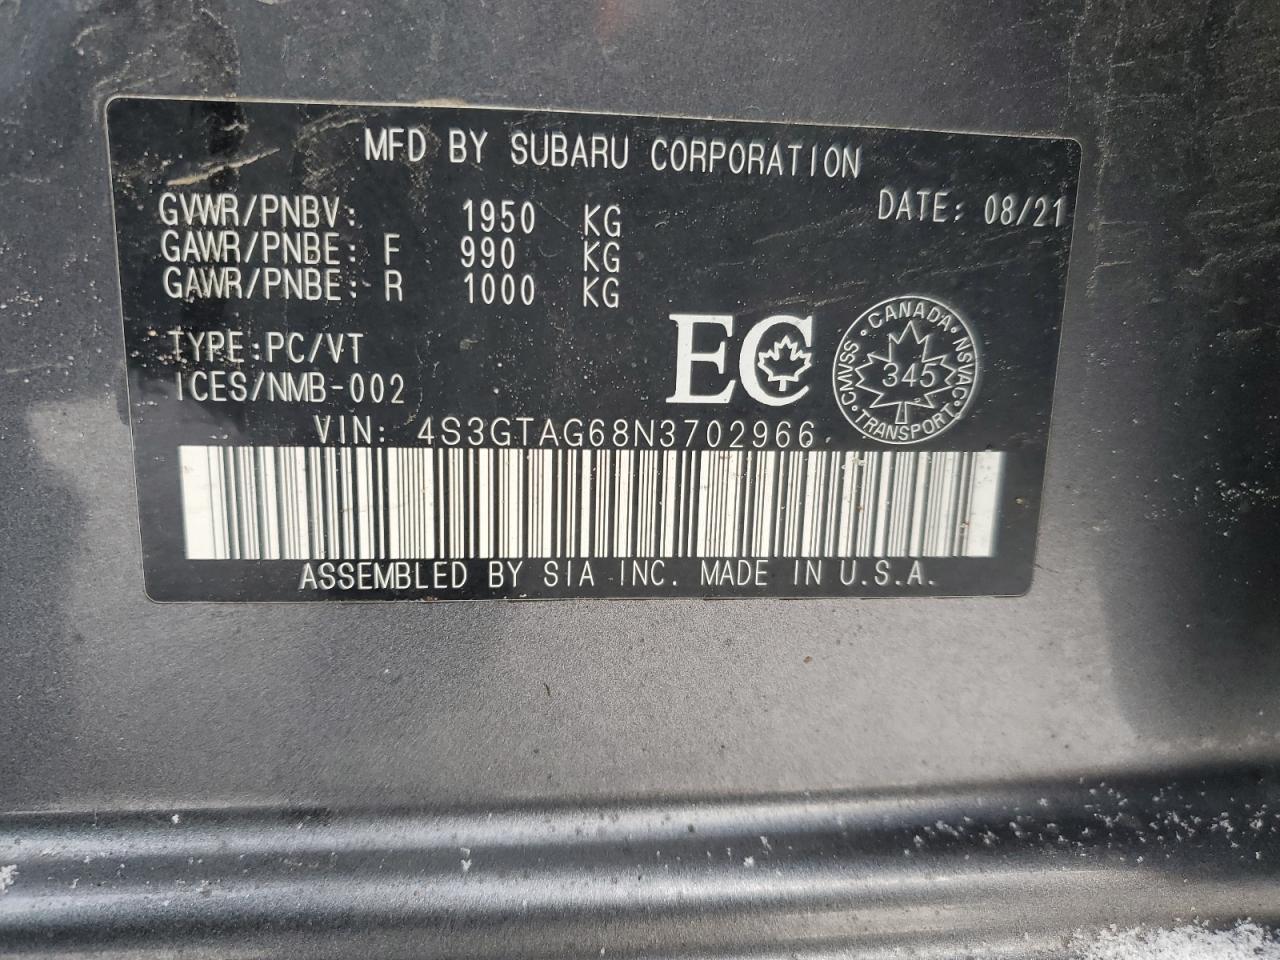 MFD BY SUBARU CORPORATION
DATE: 08/21
GVWR/PNBV: 1950 KG
GAWR/PNBE: F 990 KG
GAWR/PNBE: R 1000 KG
TYPE:PC/VT
ICES/NMB-002
EC
CANADA · NSVAC · TRANSPORT · CMVSS ·
345
VIN: 4S3GTAG68N3702966
ASSEMBLED BY SIA INC. MADE IN U.S.A.